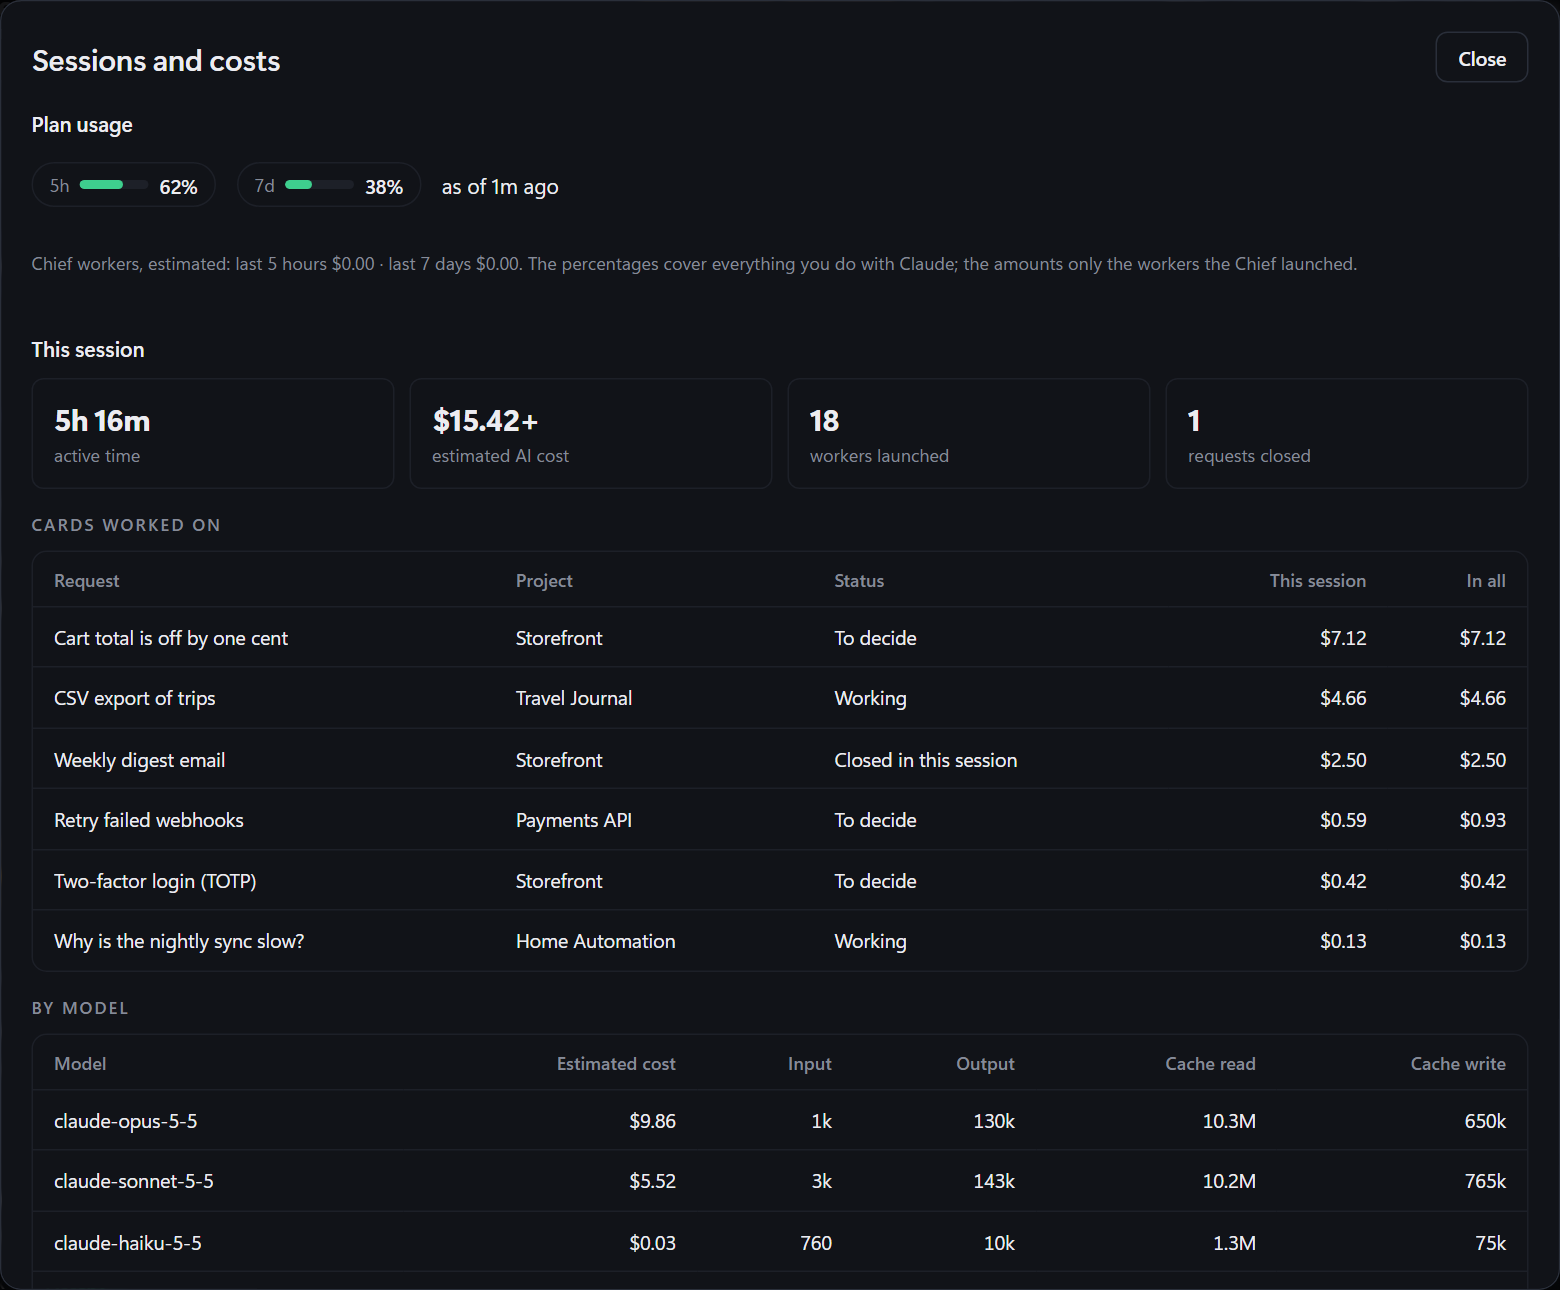 Sessions and costs
Close
Plan usage
5h 62% 7d 38% as of 1m ago
Chief workers, estimated: last 5 hours $0.00 · last 7 days $0.00. The percentages cover everything you do with Claude; the amounts only the workers the Chief launched.
This session
5h 16m
active time
$15.42+
estimated AI cost
18
workers launched
1
requests closed
CARDS WORKED ON
Request Project Status This session In all
Cart total is off by one cent Storefront To decide $7.12 $7.12
CSV export of trips Travel Journal Working $4.66 $4.66
Weekly digest email Storefront Closed in this session $2.50 $2.50
Retry failed webhooks Payments API To decide $0.59 $0.93
Two-factor login (TOTP) Storefront To decide $0.42 $0.42
Why is the nightly sync slow? Home Automation Working $0.13 $0.13
BY MODEL
Model Estimated cost Input Output Cache read Cache write
claude-opus-5-5 $9.86 1k 130k 10.3M 650k
claude-sonnet-5-5 $5.52 3k 143k 10.2M 765k
claude-haiku-5-5 $0.03 760 10k 1.3M 75k